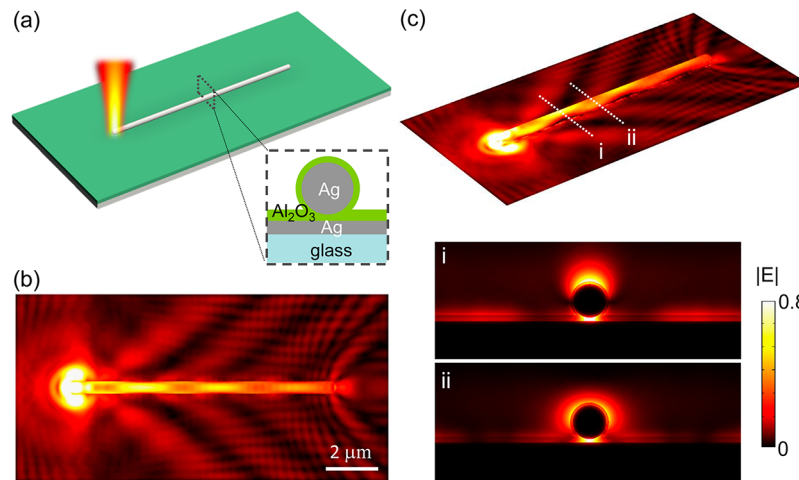 (a)
Ag
Al₂O₃
Ag
glass
(b)
2 μm
(c)
i
ii
i
|E|
0.8
0
ii